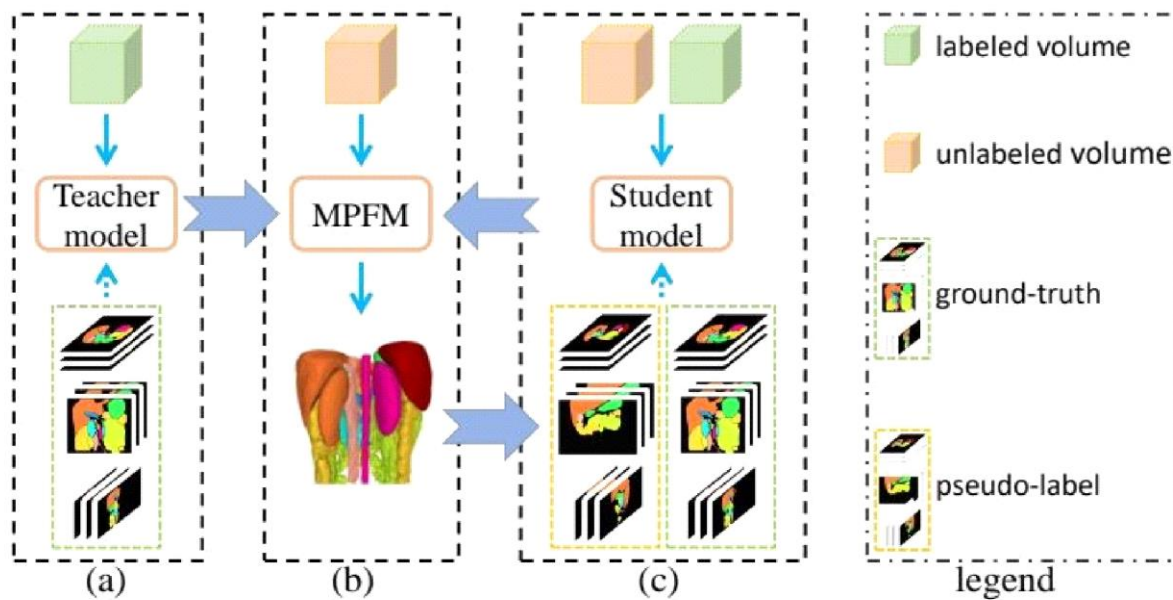 Teacher
model
MPFM
Student
model
(a)
(b)
(c)
labeled volume
unlabeled volume
ground-truth
pseudo-label
legend